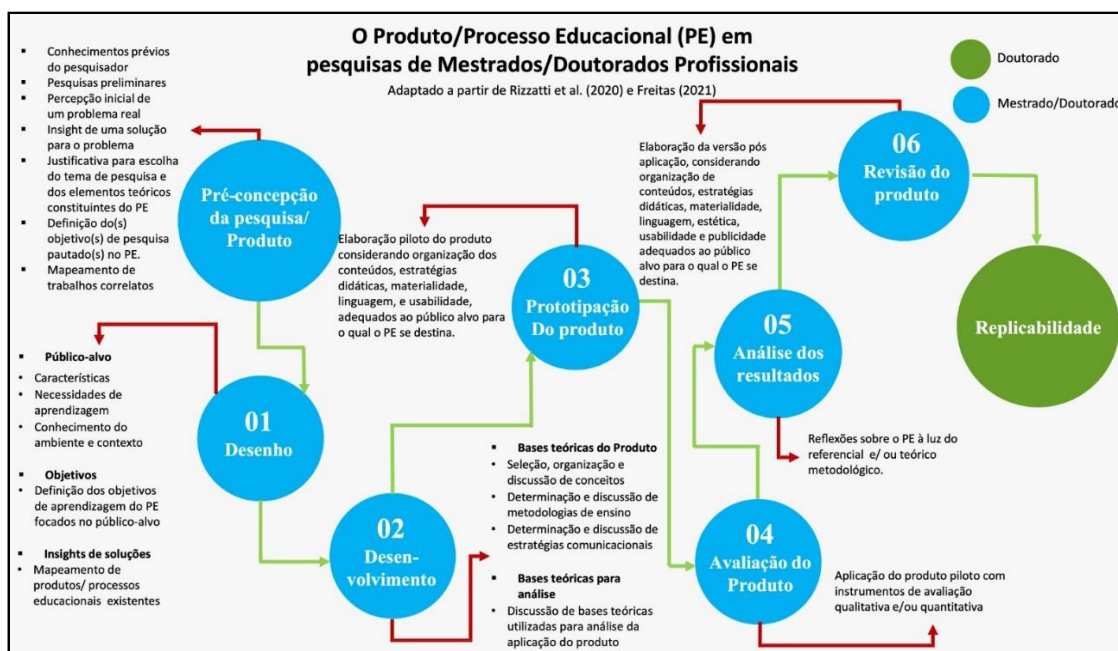 O Produto/Processo Educacional (PE) em
pesquisas de Mestrados/Doutorados Profissionais
Adaptado a partir de Rizzatti et al. (2020) e Freitas (2021)
Doutorado
Mestrado/Doutorado
▪ Conhecimentos prévios
do pesquisador
▪ Pesquisas preliminares
▪ Percepção inicial de
um problema real
▪ Insight de uma solução
para o problema
▪ Justificativa para escolha
do tema de pesquisa e
dos elementos teóricos
constituintes do PE
▪ Definição do(s)
objetivo(s) de pesquisa
pautado(s) no PE.
▪ Mapeamento de
trabalhos correlatos
Pré-concepção
da pesquisa/
Produto
▪ Público-alvo
• Características
• Necessidades de
aprendizagem
• Conhecimento do
ambiente e contexto
▪ Objetivos
• Definição dos objetivos
de aprendizagem do PE
focados no público-alvo
▪ Insights de soluções
• Mapeamento de
produtos/ processos
educacionais existentes
01
Desenho
02
Desen-
volvimento
▪ Bases teóricas do Produto
• Seleção, organização e
discussão de conceitos
• Determinação e discussão de
metodologias de ensino
• Determinação e discussão de
estratégias comunicacionais
▪ Bases teóricas para
análise
• Discussão de bases teóricas
utilizadas para análise da
aplicação do produto
Elaboração piloto do produto
considerando organização dos
conteúdos, estratégias
didáticas, materialidade,
linguagem, e usabilidade,
adequados ao público alvo para
o qual o PE se destina.
03
Prototipação
Do produto
04
Avaliação do
Produto
Aplicação do produto piloto com
instrumentos de avaliação
qualitativa e/ou quantitativa
05
Análise dos
resultados
Reflexões sobre o PE à luz do
referencial e/ ou teórico
metodológico.
Elaboração da versão pós
aplicação, considerando
organização de
conteúdos, estratégias
didáticas, materialidade,
linguagem, estética,
usabilidade e publicidade
adequados ao público
alvo para o qual o PE se
destina.
06
Revisão do
produto
Replicabilidade